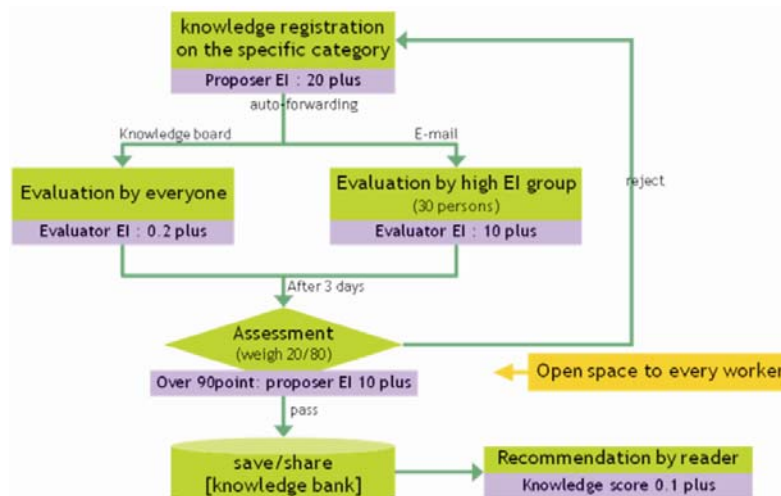 knowledge registration
on the specific category
Proposer EI : 20 plus
auto-forwarding
Knowledge board
E-mail
Evaluation by everyone
Evaluator EI : 0.2 plus
Evaluation by high EI group
(30 persons)
Evaluator EI : 10 plus
reject
After 3 days
Assessment
(weigh 20/80)
Over 90point: proposer EI 10 plus
Open space to every worker
pass
save/share
[knowledge bank]
Recommendation by reader
Knowledge score 0.1 plus